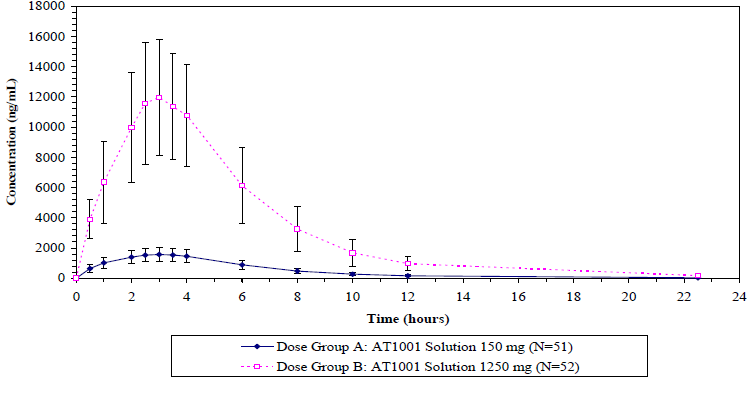 18000
16000
14000
12000
10000
8000
6000
4000
2000
0
Concentration (ng/mL)
0 2 4 6 8 10 12 14 16 18 20 22 24
Time (hours)
Dose Group A: AT1001 Solution 150 mg (N=51)
Dose Group B: AT1001 Solution 1250 mg (N=52)